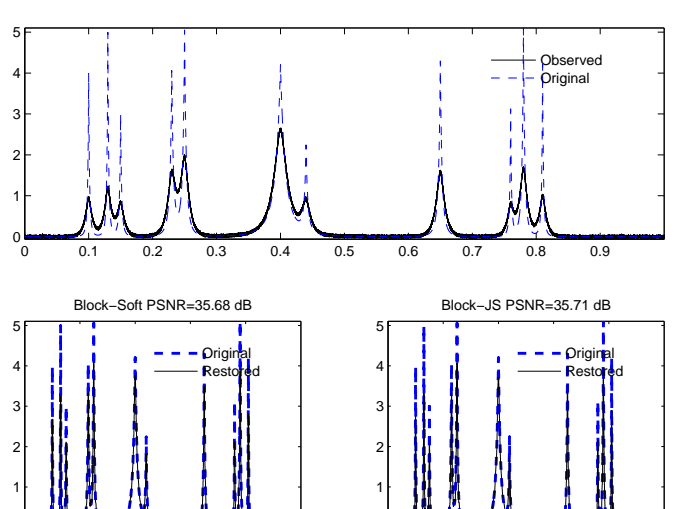 5
4
3
2
1
0
0 0.1 0.2 0.3 0.4 0.5 0.6 0.7 0.8 0.9
Observed
Original
Block−Soft PSNR=35.68 dB
5
4
3
2
1
Original
Restored
Block−JS PSNR=35.71 dB
5
4
3
2
1
Original
Restored